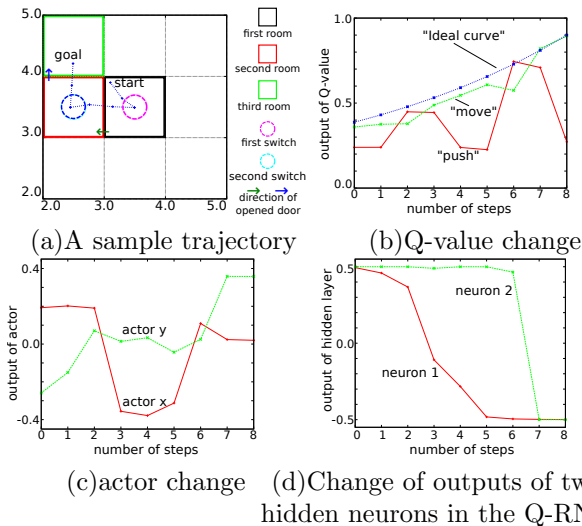 5.0
4.0
3.0
2.0
2.0 3.0 4.0 5.0
goal
start
first room
second room
third room
first switch
second switch
direction of
opened door
(a)A sample trajectory
output of Q-value
1.0
0.5
0.0
0 1 2 3 4 5 6 7 8
number of steps
"Ideal curve"
"move"
"push"
(b)Q-value change
output of actor
0.4
0.0
-0.4
0 1 2 3 4 5 6 7 8
number of steps
actor y
actor x
(c)actor change
output of hidden layer
0.5
0.0
-0.5
0 1 2 3 4 5 6 7 8
number of steps
neuron 2
neuron 1
(d)Change of outputs of tw
hidden neurons in the Q-RN